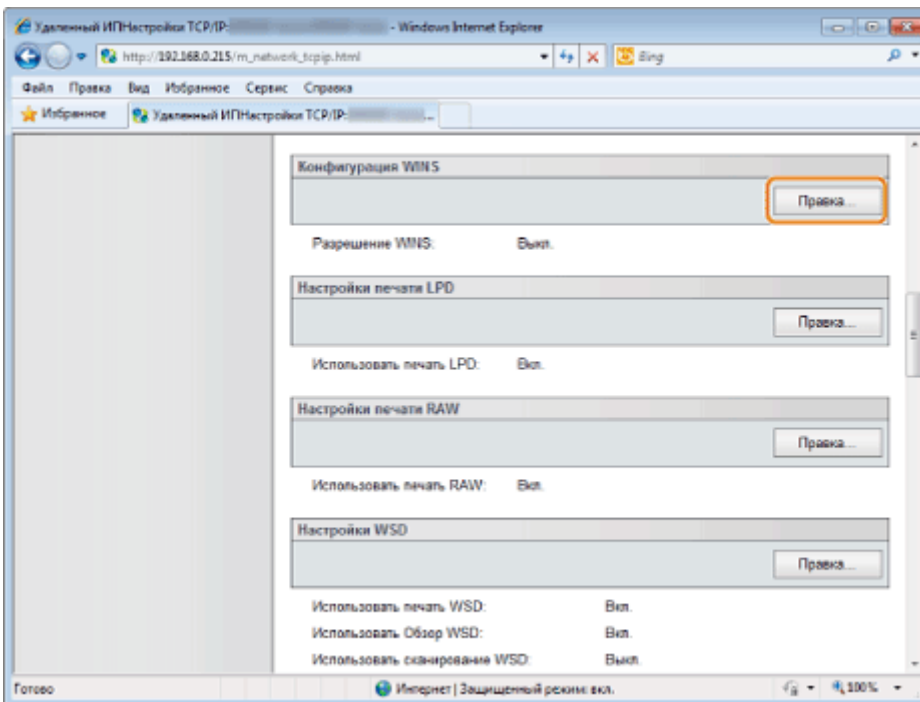 Удаленный ИПНастройки TCP/IP: - Windows Internet Explorer
http://192.168.0.215/m_network_tcpip.html
Bing
Файл Правка Вид Избранное Сервис Справка
Избранное
Удаленный ИПНастройки TCP/IP: ...
Конфигурация WINS
Правка...
Разрешение WINS: Выкл.
Настройки печати LPD
Правка...
Использовать печать LPD: Вкл.
Настройки печати RAW
Правка...
Использовать печать RAW: Вкл.
Настройки WSD
Правка...
Использовать печать WSD: Вкл.
Использовать Обзор WSD: Вкл.
Использовать сканирование WSD: Выкл.
Готово
Интернет | Защищенный режим: вкл.
100%